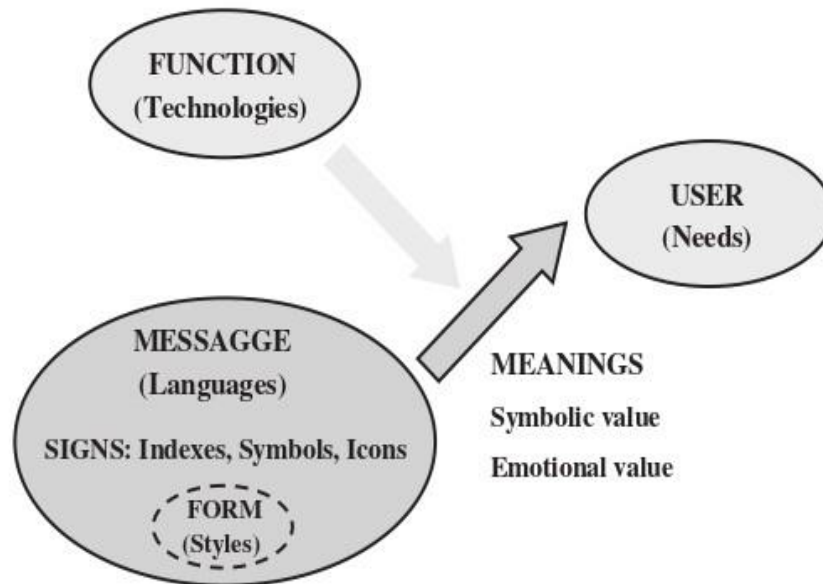 FUNCTION
(Technologies)
USER
(Needs)
MESSAGGE
(Languages)
SIGNS: Indexes, Symbols, Icons
FORM
(Styles)
MEANINGS
Symbolic value
Emotional value